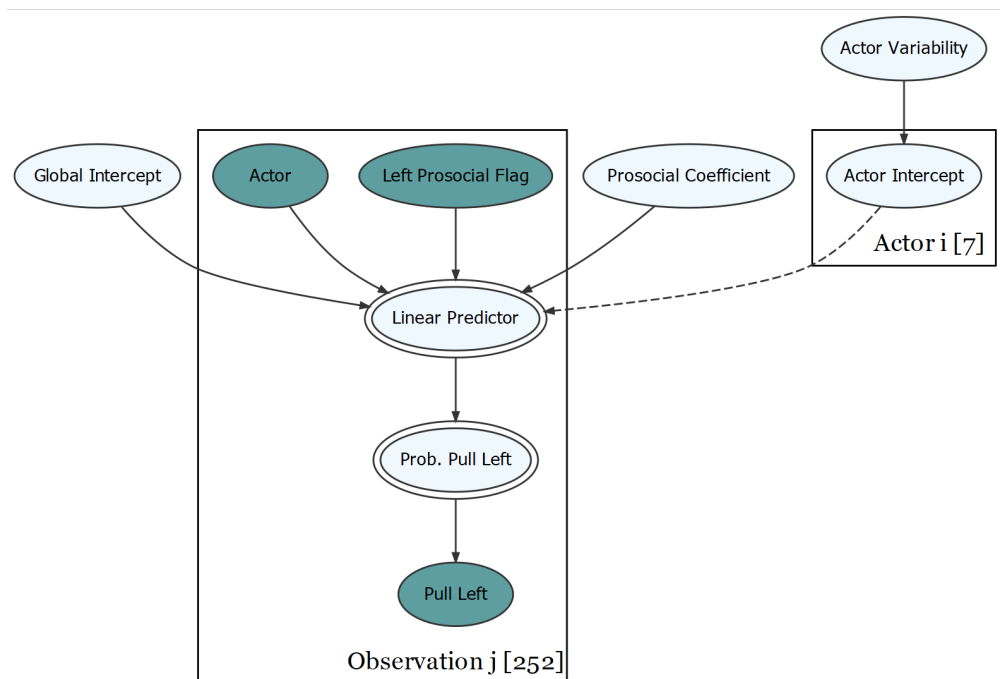 Actor Variability
Global Intercept
Actor
Left Prosocial Flag
Prosocial Coefficient
Actor Intercept
Actor i [7]
Linear Predictor
Prob. Pull Left
Pull Left
Observation j [252]